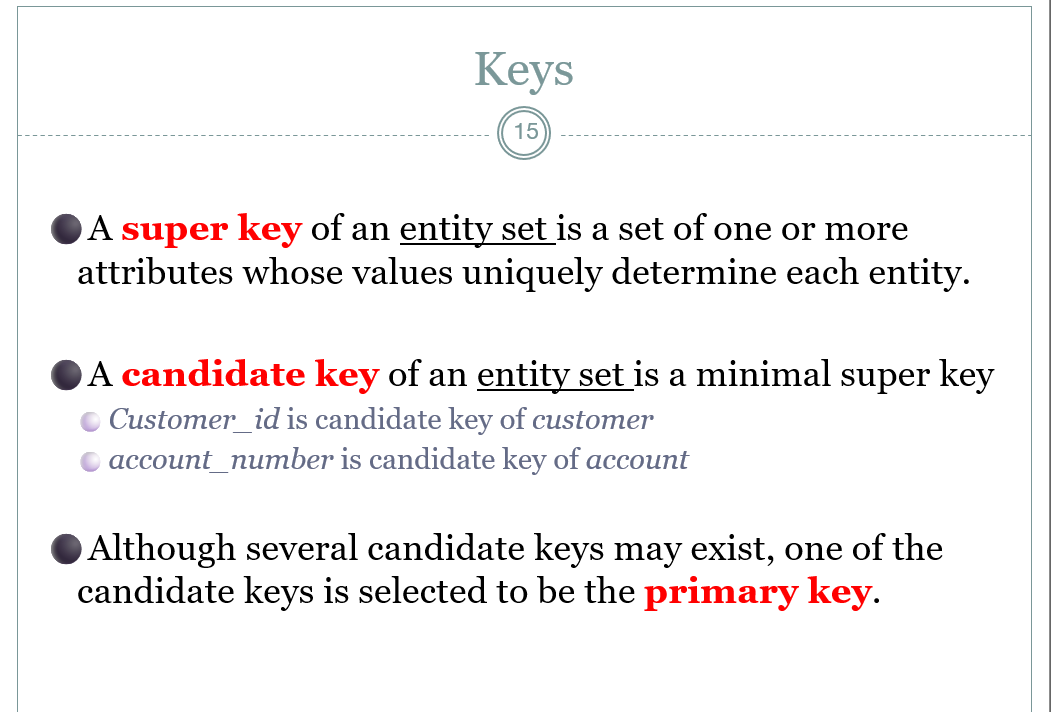 Keys
15
A super key of an entity set is a set of one or more
attributes whose values uniquely determine each entity.
A candidate key of an entity set is a minimal super key
Customer_id is candidate key of customer
account_number is candidate key of account
Although several candidate keys may exist, one of the
candidate keys is selected to be the primary key.